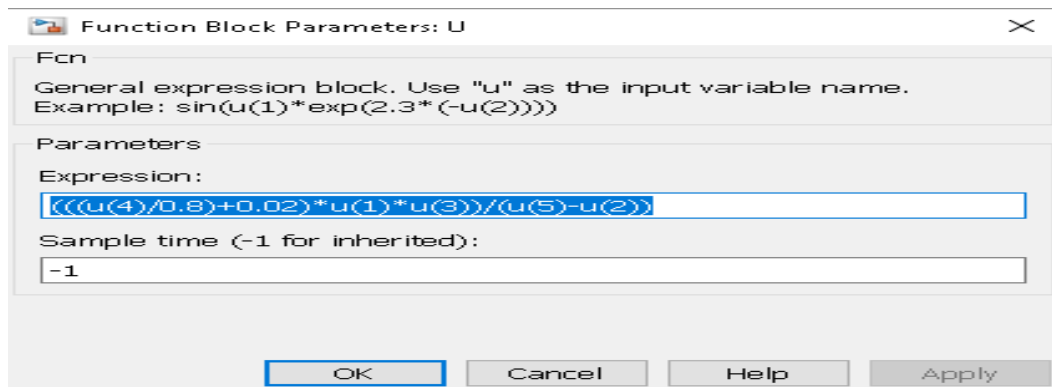 Function Block Parameters: U
Fcn
General expression block. Use "u" as the input variable name.
Example: sin(u(1)*exp(2.3*(-u(2))))
Parameters
Expression:
(((u(4)/0.8)+0.02)*u(1)*u(3))/(u(5)-u(2))
Sample time (-1 for inherited):
-1
OK Cancel Help Apply